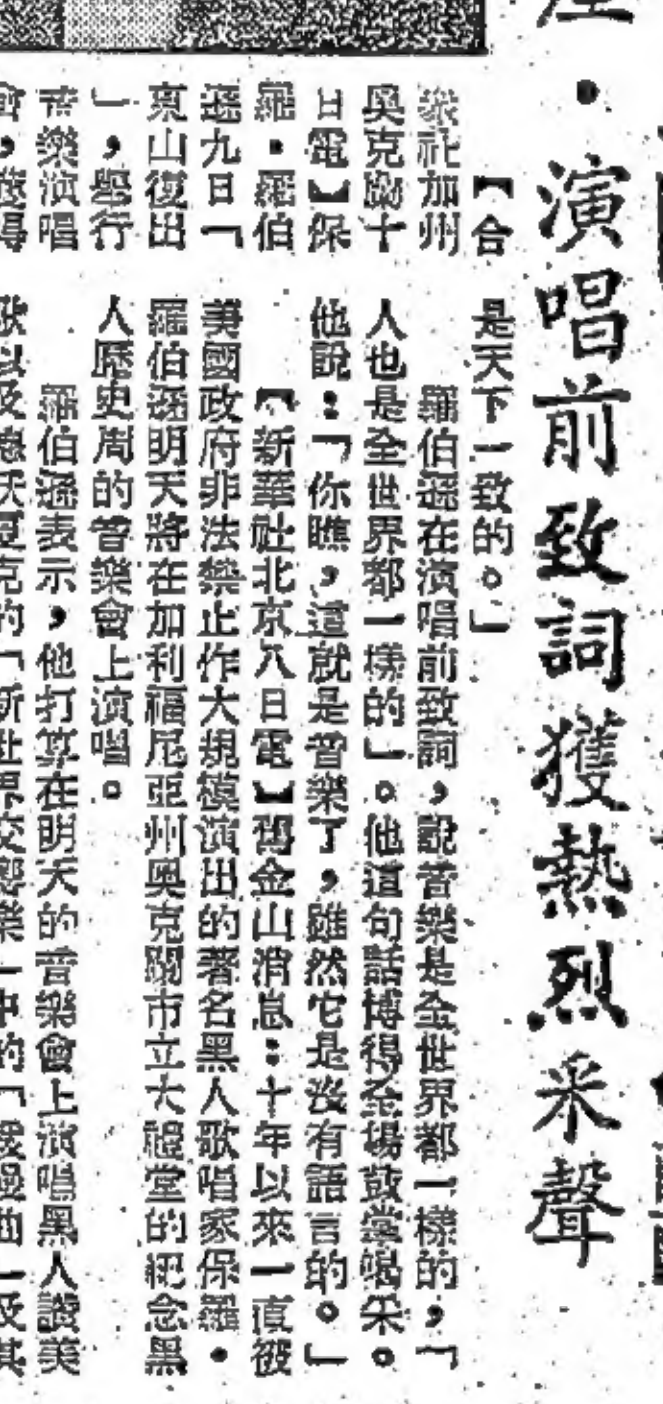 ．演唱前致詞獲熱烈采聲
【合
衆社加州
奧克蘭十
日電】保
羅．羅伯
遜九日「
東山復出
」，舉行
音樂演唱
會，獲得
是天下一致的。」
羅伯遜在演唱前致詞，說音樂是全世界都一樣的，「
人也是全世界都一樣的」。他這句話博得全場鼓掌喝采。
他說：「你瞧，這就是音樂了，雖然它是沒有語言的。」
【新華社北京八日電】舊金山消息：十年以來一直被
美國政府非法禁止作大規模演出的著名黑人歌唱家保羅．
羅伯遜明天將在加利福尼亞州奧克蘭市立大禮堂的紀念黑
人歷史周的音樂會上演唱。
羅伯遜表示，他打算在明天的音樂會上演唱黑人讚美
歌以及德沃夏克的「新世界交響樂」中的「緩慢曲」及其